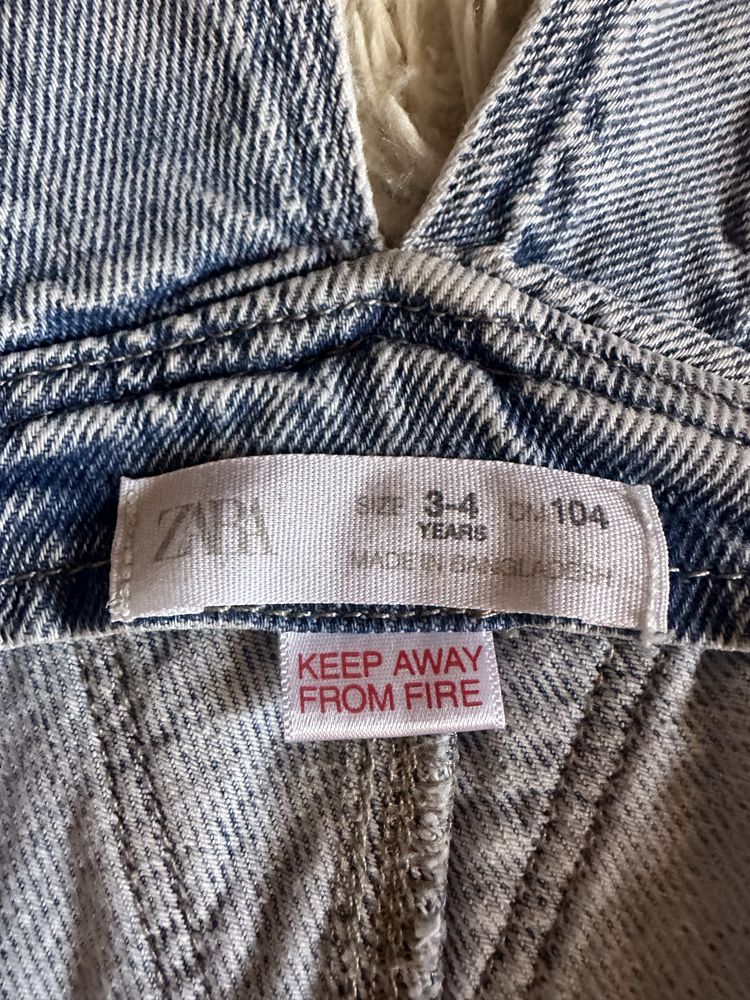 ZARA
SIZE 3-4 CM 104
YEARS
MADE IN BANGLADESH
KEEP AWAY
FROM FIRE